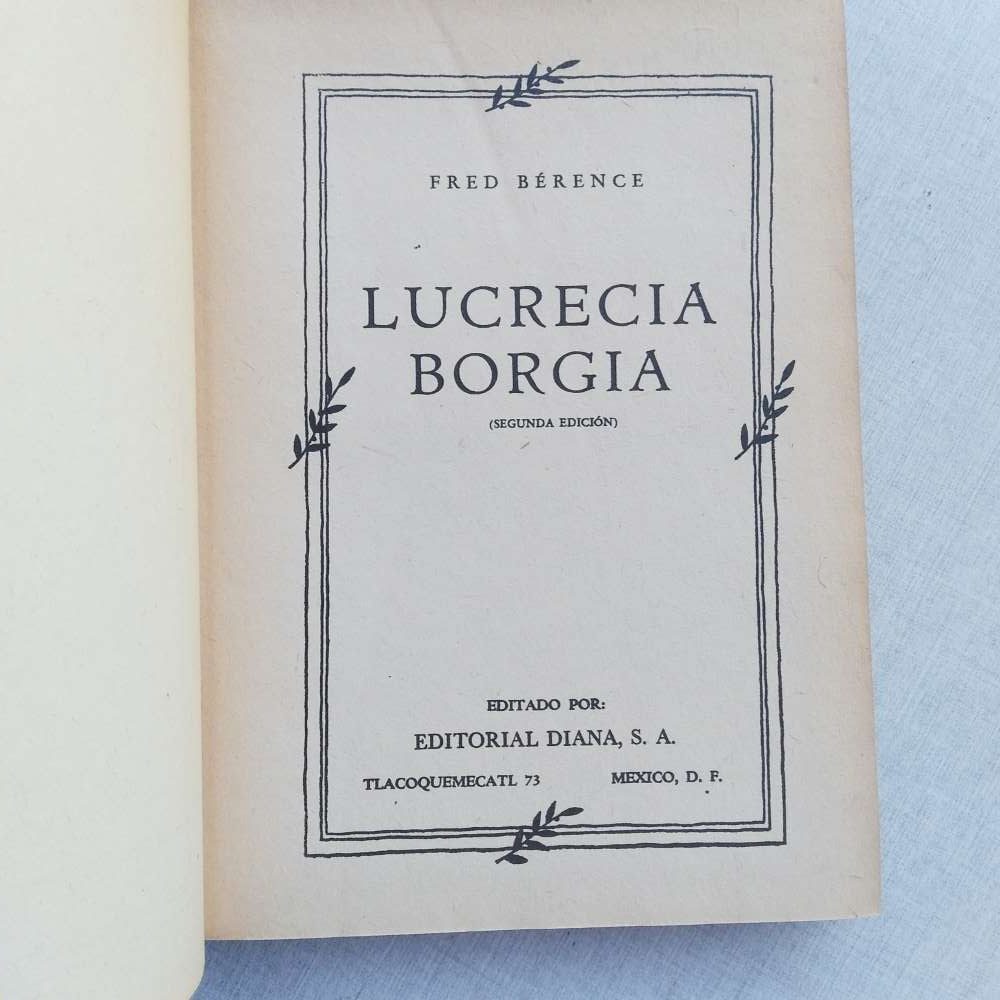 FRED BÉRENCE
LUCRECIA
BORGIA
(SEGUNDA EDICIÓN)
EDITADO POR:
EDITORIAL DIANA, S. A.
TLACOQUEMECATL 73 MEXICO, D. F.